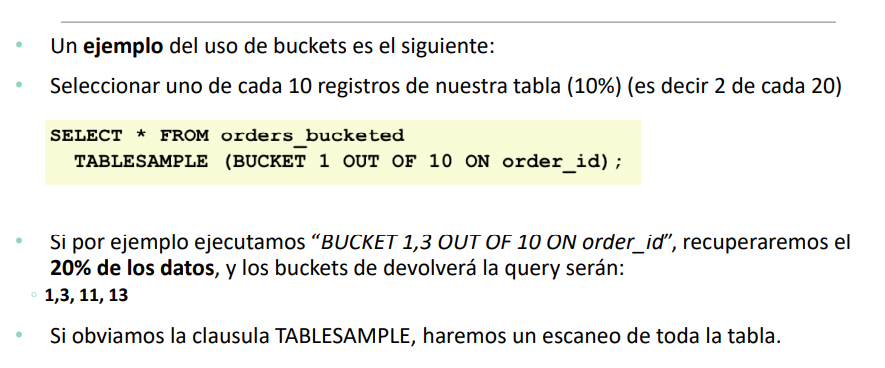 Un ejemplo del uso de buckets es el siguiente:
Seleccionar uno de cada 10 registros de nuestra tabla (10%) (es decir 2 de cada 20)
SELECT * FROM orders_bucketed
TABLESAMPLE (BUCKET 1 OUT OF 10 ON order_id);
Si por ejemplo ejecutamos “BUCKET 1,3 OUT OF 10 ON order_id”, recuperaremos el
20% de los datos, y los buckets de devolverá la query serán:
1,3, 11, 13
Si obviamos la clausula TABLESAMPLE, haremos un escaneo de toda la tabla.